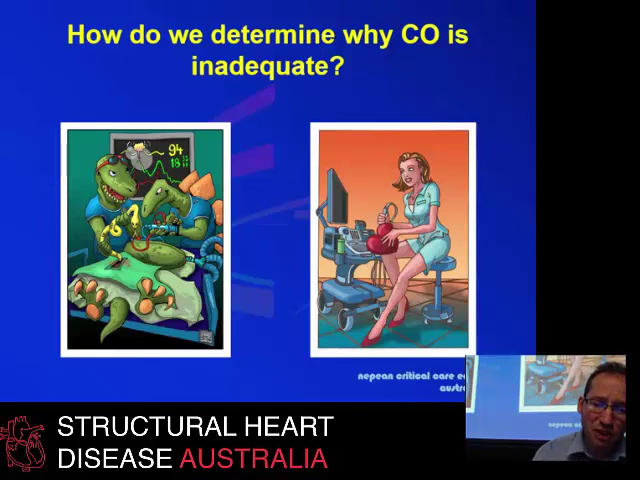 How do we determine why CO is
inadequate?
94
18
nepean critical care
STRUCTURAL HEART
DISEASE AUSTRALIA